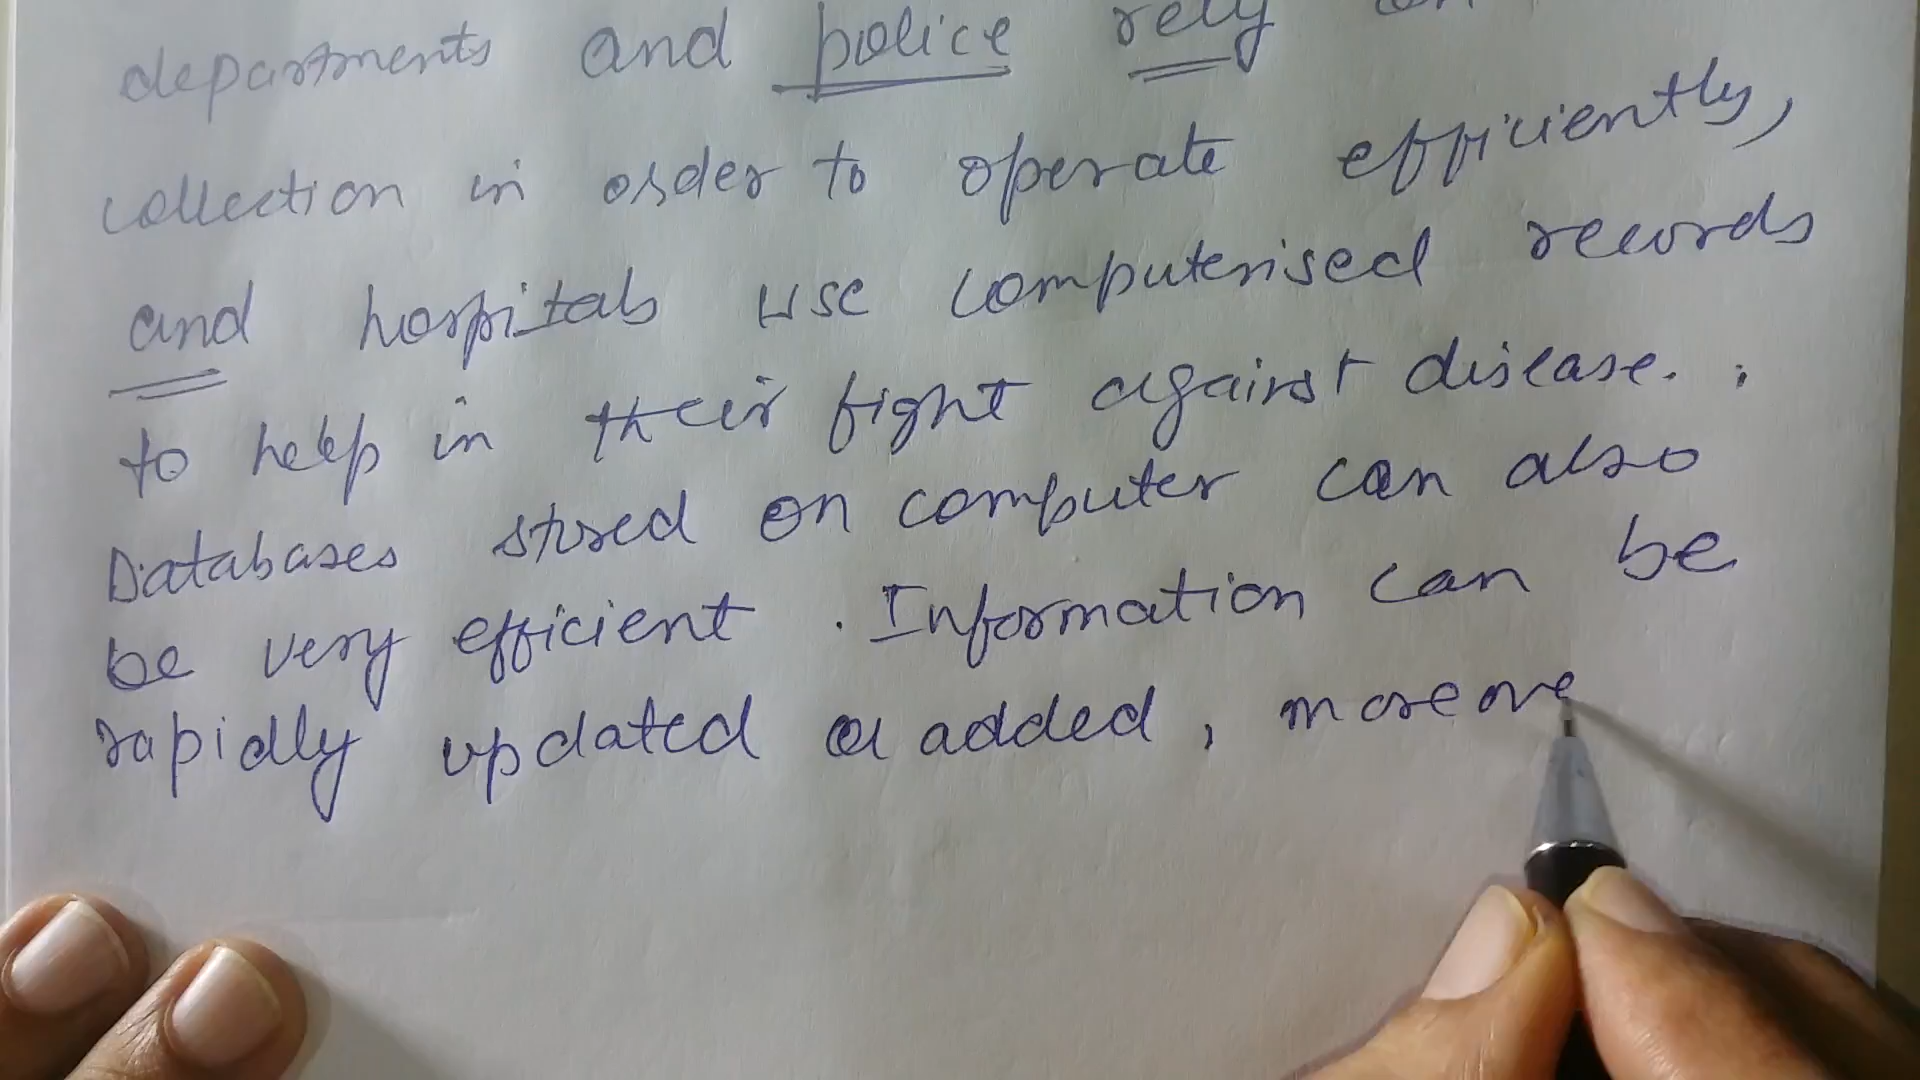 departments and police rely on
collection in order to operate efficiently,
and hospitals use computerised records
to help in their fight against disease.
Databases stored on computer can also
be very efficient. Information can be
rapidly updated or added, moreove